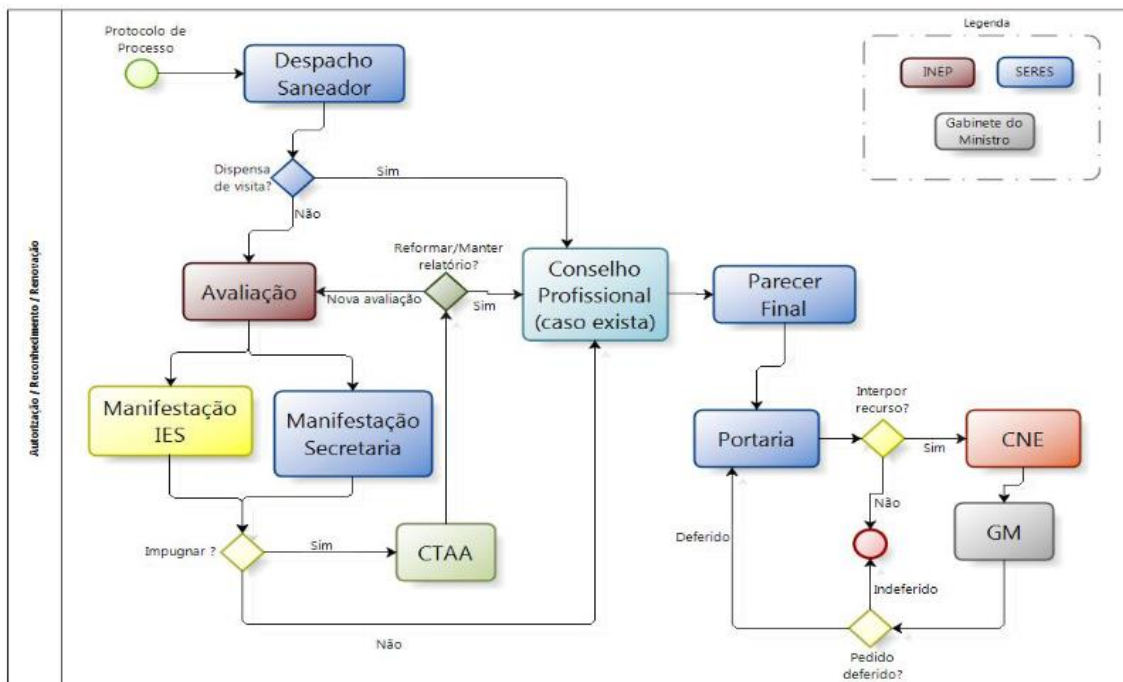 Autorização / Reconhecimento / Renovação
Protocolo de
Processo
Despacho
Saneador
Legenda
INEP
SERES
Gabinete do
Ministro
Dispensa
de visita?
Sim
Não
Reformar/Manter
relatório?
Avaliação
Nova avaliação
Sim
Conselho
Profissional
(caso exista)
Parecer
Final
Manifestação
IES
Manifestação
Secretaria
Portaria
Interpor
recurso?
Sim
CNE
Não
Impugnar ?
Sim
CTAA
Deferido
GM
Indeferido
Não
Pedido
deferido?